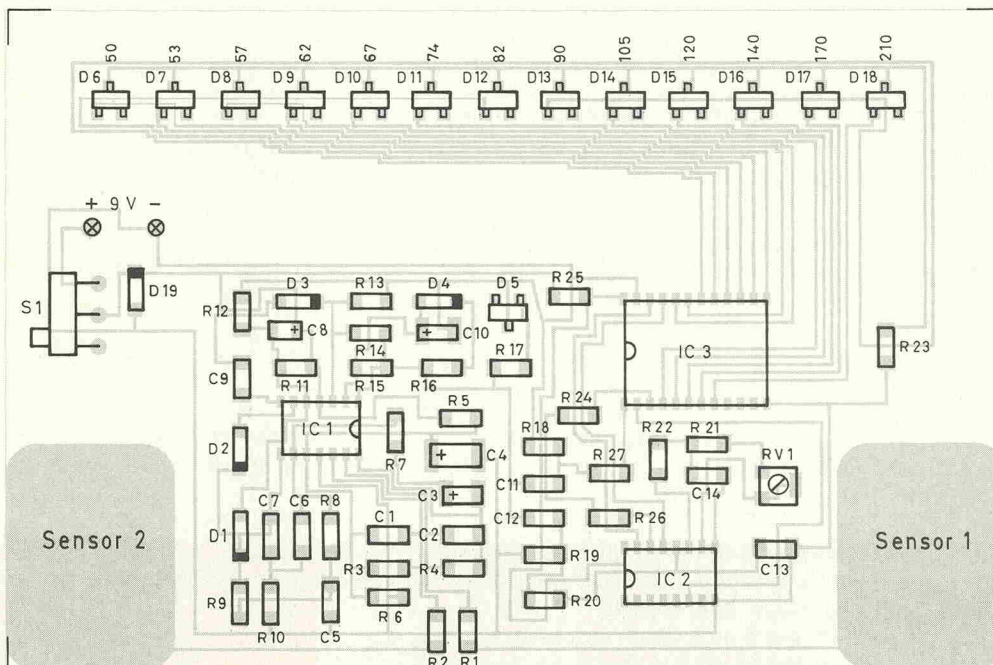 50 53 57 62 67 74 82 90 105 120 140 170 210
D6 D7 D8 D9 D10 D11 D12 D13 D14 D15 D16 D17 D18
+ 9 V -
S1
D19
R12
D3
R13
D4
D5
R25
C8
C10
R14
IC 3
R23
C9
R11
R15
R16
R17
R5
R24
IC 1
D2
R7
C4
R18
R22
R21
RV1
R27
C3
C11
C14
C7
C6
R8
C1
C2
C12
R26
D1
Sensor 2
Sensor 1
R3
R4
R19
IC 2
C13
R9
R10
C5
R6
R20
R2
R1